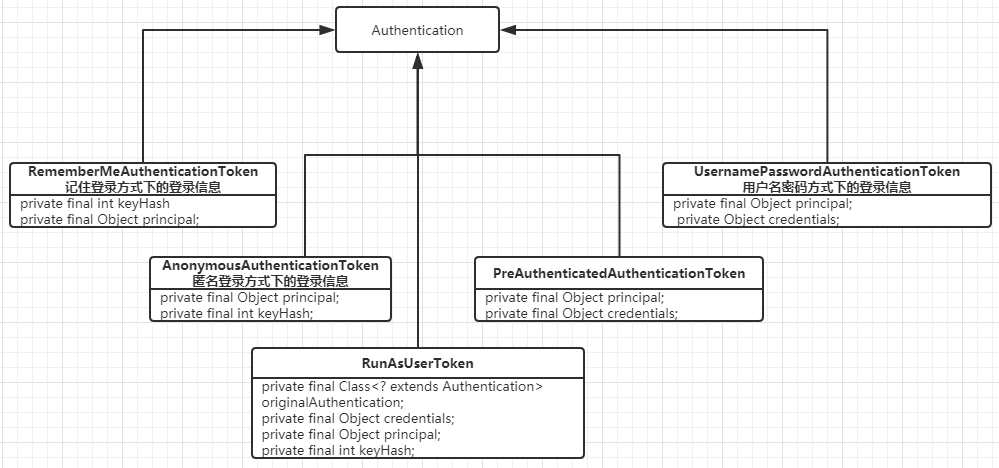 Authentication
RememberMeAuthenticationToken
记住登录方式下的登录信息
private final int keyHash
private final Object principal;
UsernamePasswordAuthenticationToken
用户名密码方式下的登录信息
private final Object principal;
private Object credentials;
AnonymousAuthenticationToken
匿名登录方式下的登录信息
private final Object principal;
private final int keyHash;
PreAuthenticatedAuthenticationToken
private final Object principal;
private final Object credentials;
RunAsUserToken
private final Class<? extends Authentication>
originalAuthentication;
private final Object credentials;
private final Object principal;
private final int keyHash;